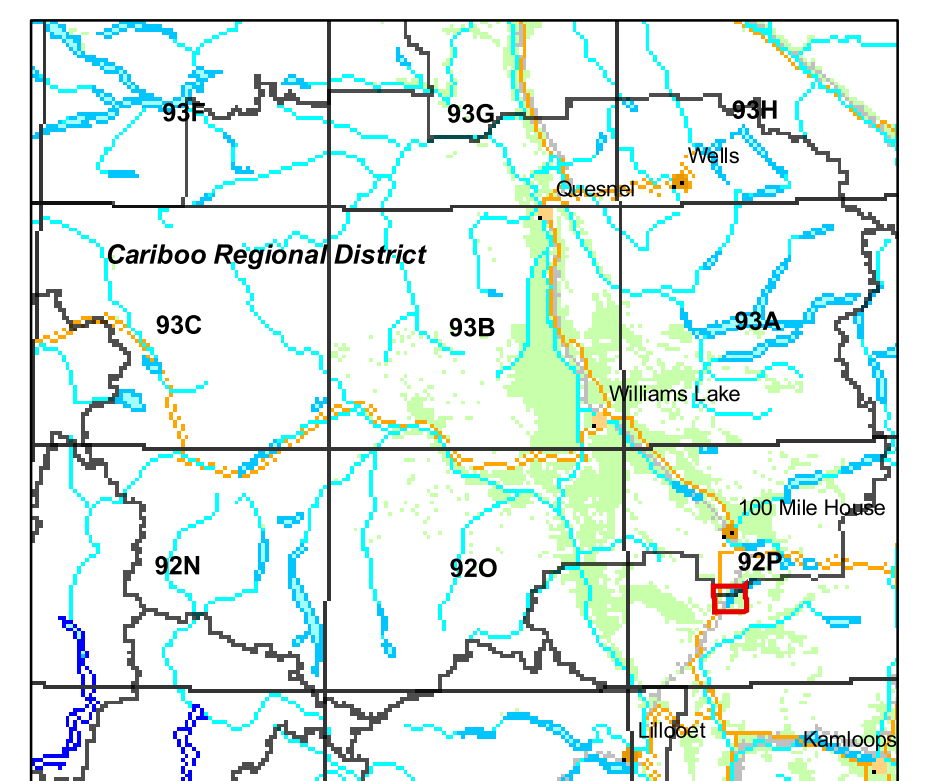 93F
93G
93H
Wells
Quesnel
Cariboo Regional District
93C
93B
93A
Williams Lake
100 Mile House
92N
92O
92P
Lillooet
Kamloops